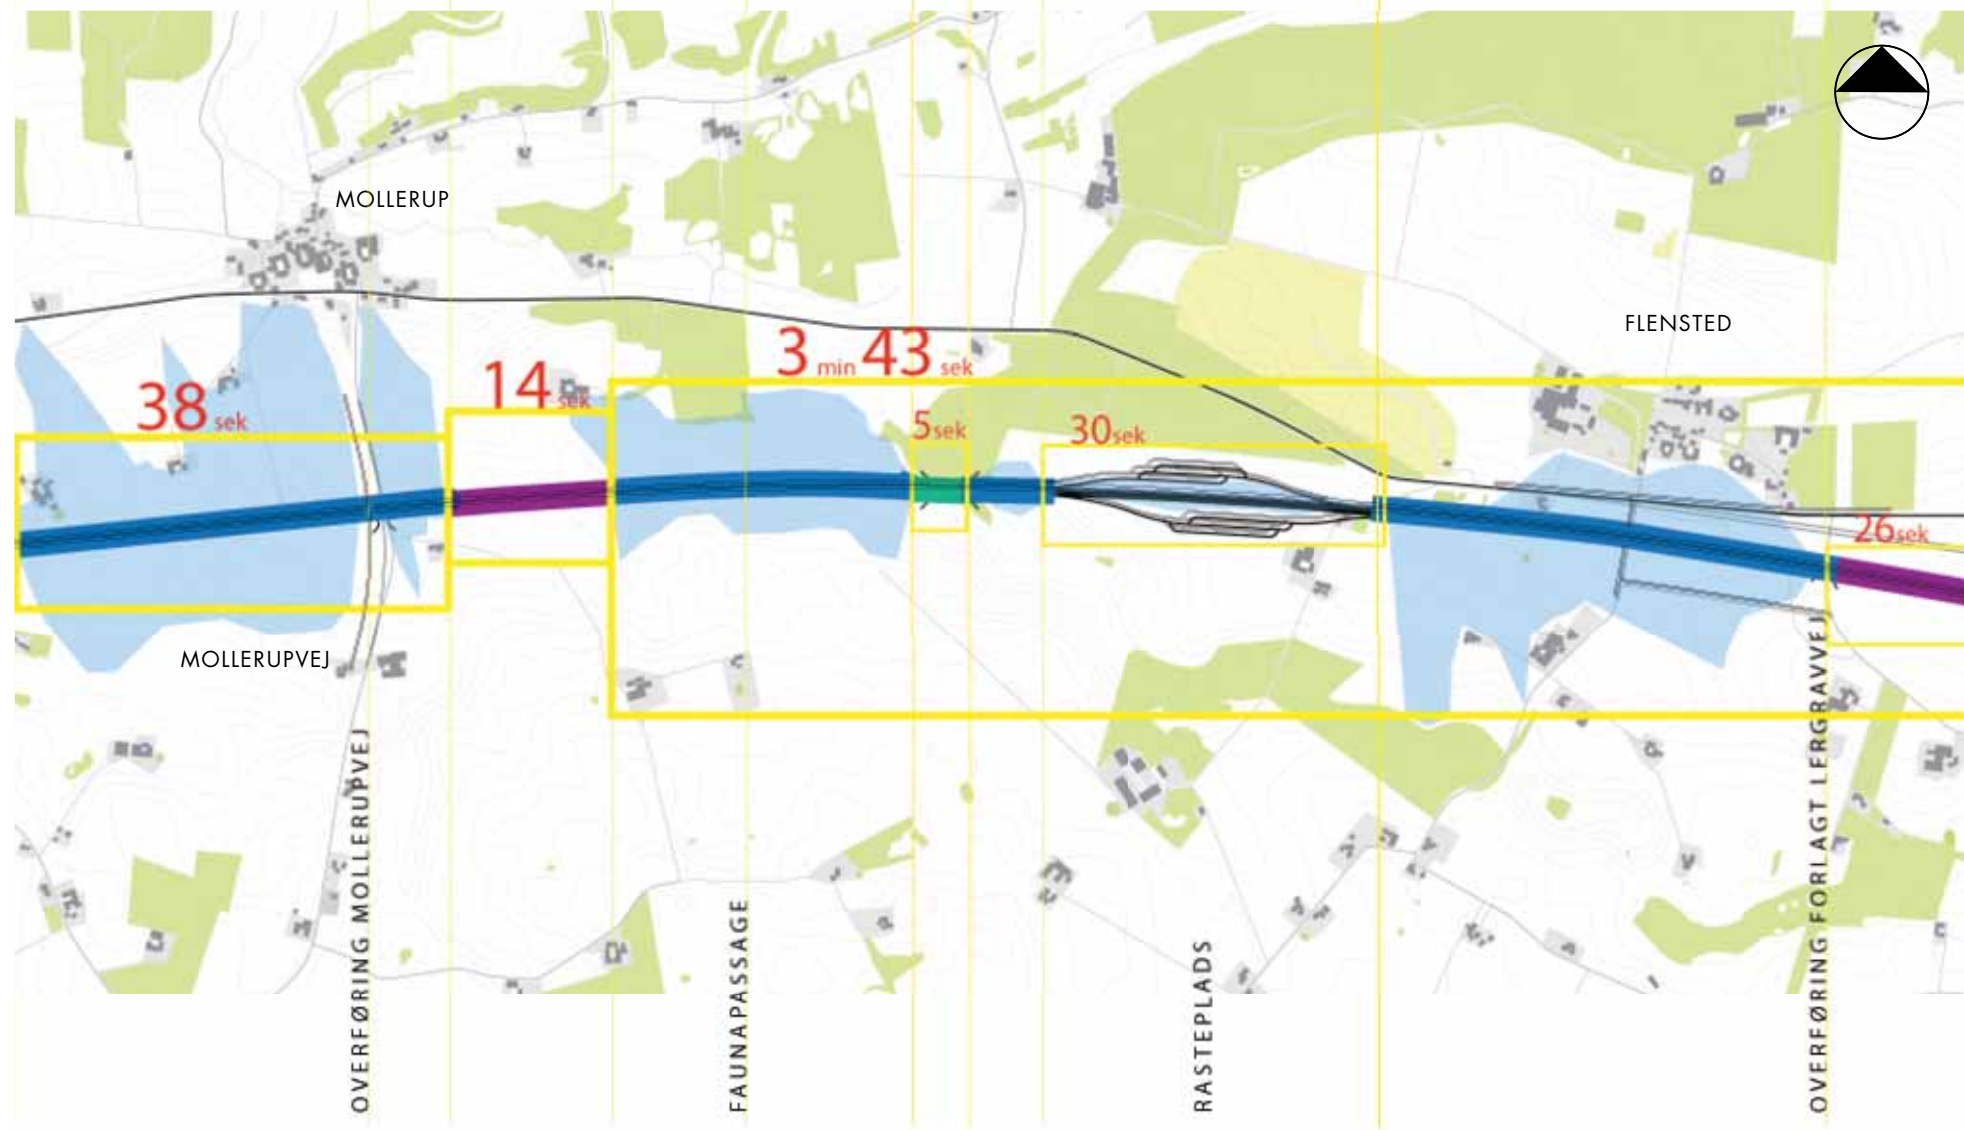 MOLLERUP
FLENSTED
3 min 43 sek
14 sek
38 sek
5 sek
30 sek
26 sek
MOLLERUPVEJ
OVERFØRING MOLLERUPVEJ
FAUNAPASSAGE
RASTEPLADS
OVERFØRING FORLAGT LERGRAVVEJ